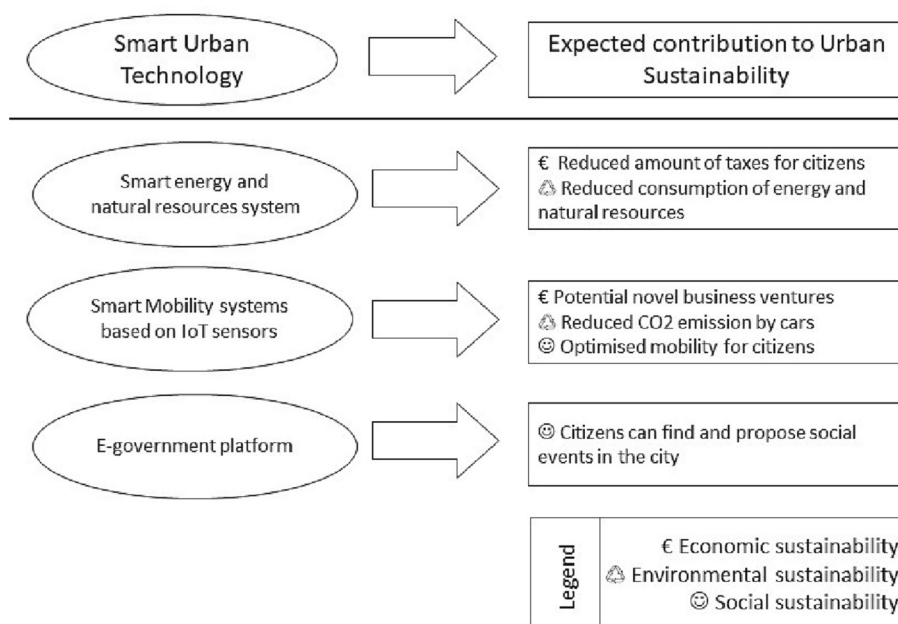 Smart Urban
Technology
Expected contribution to Urban
Sustainability
Smart energy and
natural resources system
€ Reduced amount of taxes for citizens
♺ Reduced consumption of energy and
natural resources
Smart Mobility systems
based on IoT sensors
€ Potential novel business ventures
♺ Reduced CO2 emission by cars
☺ Optimised mobility for citizens
E-government platform
☺ Citizens can find and propose social
events in the city
Legend
€ Economic sustainability
♺ Environmental sustainability
☺ Social sustainability